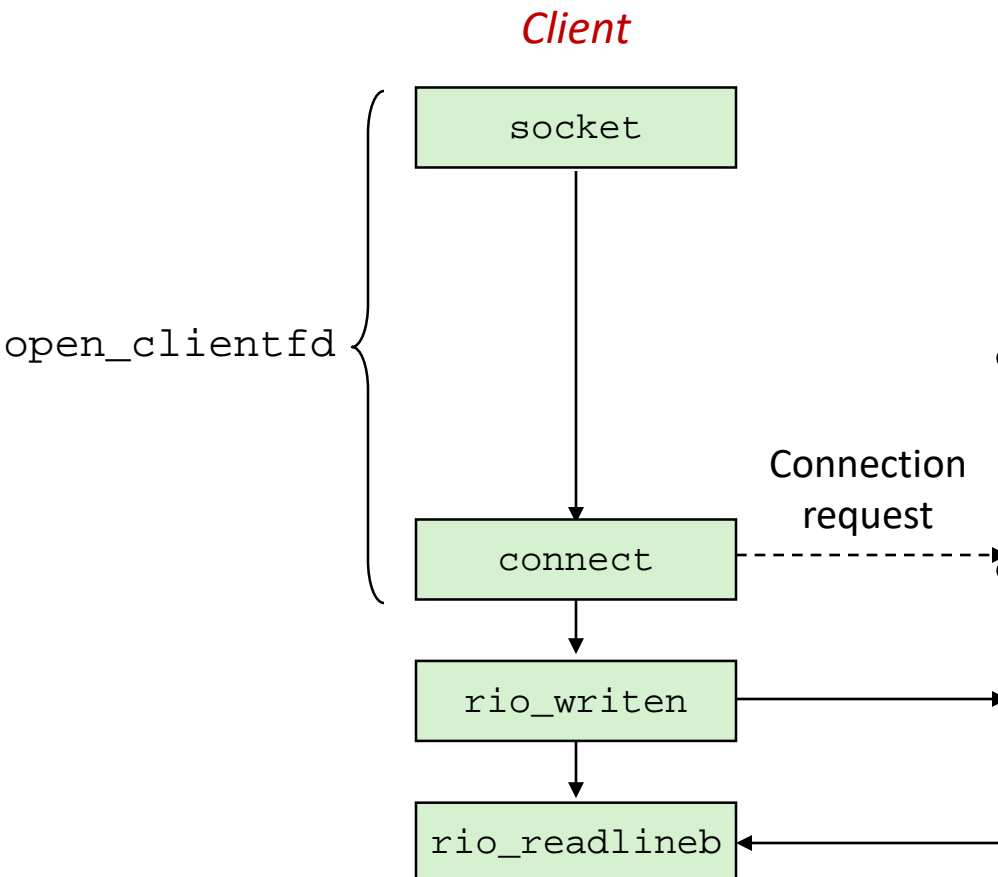 Client
socket
open_clientfd
Connection
request
connect
rio_writen
rio_readlineb